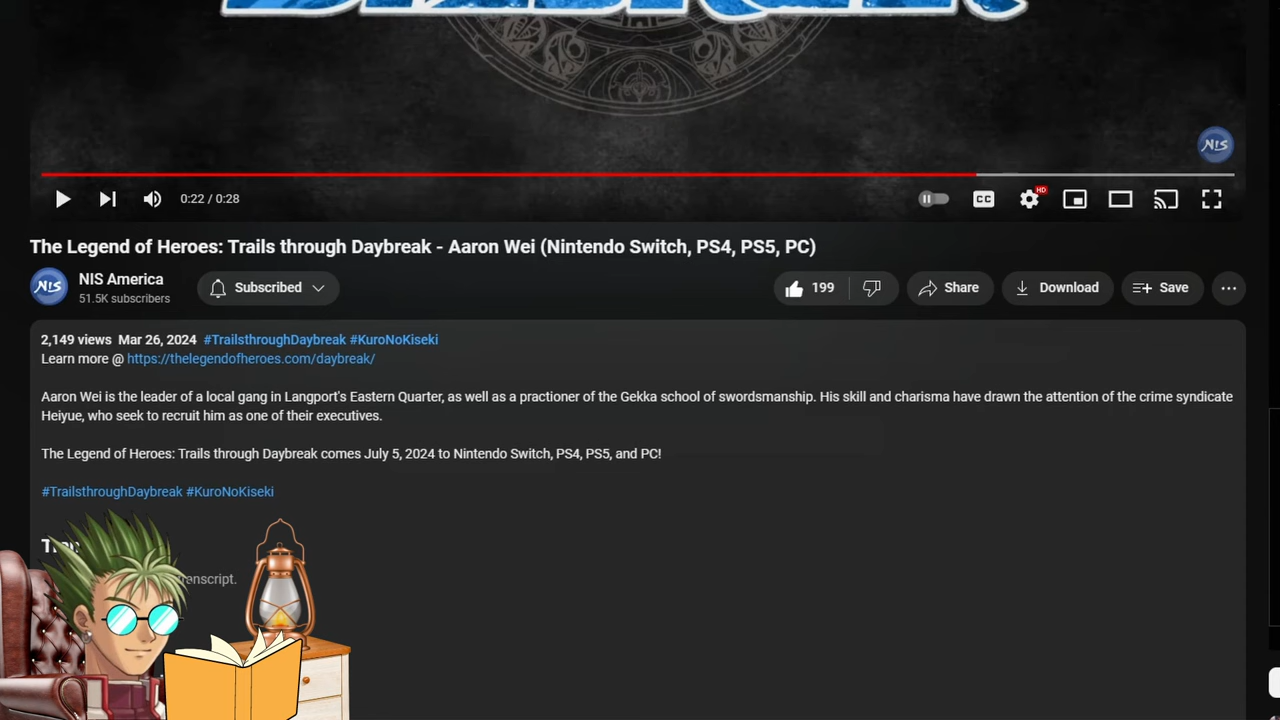 NIS
0:22 / 0:28
CC
HD
The Legend of Heroes: Trails through Daybreak - Aaron Wei (Nintendo Switch, PS4, PS5, PC)
NIS
NIS America
51.5K subscribers
Subscribed
199
Share
Download
Save
2,149 views Mar 26, 2024 #TrailsthroughDaybreak #KuroNoKiseki
Learn more @ https://thelegendofheroes.com/daybreak/
Aaron Wei is the leader of a local gang in Langport's Eastern Quarter, as well as a practioner of the Gekka school of swordsmanship. His skill and charisma have drawn the attention of the crime syndicate
Heiyue, who seek to recruit him as one of their executives.
The Legend of Heroes: Trails through Daybreak comes July 5, 2024 to Nintendo Switch, PS4, PS5, and PC!
#TrailsthroughDaybreak #KuroNoKiseki